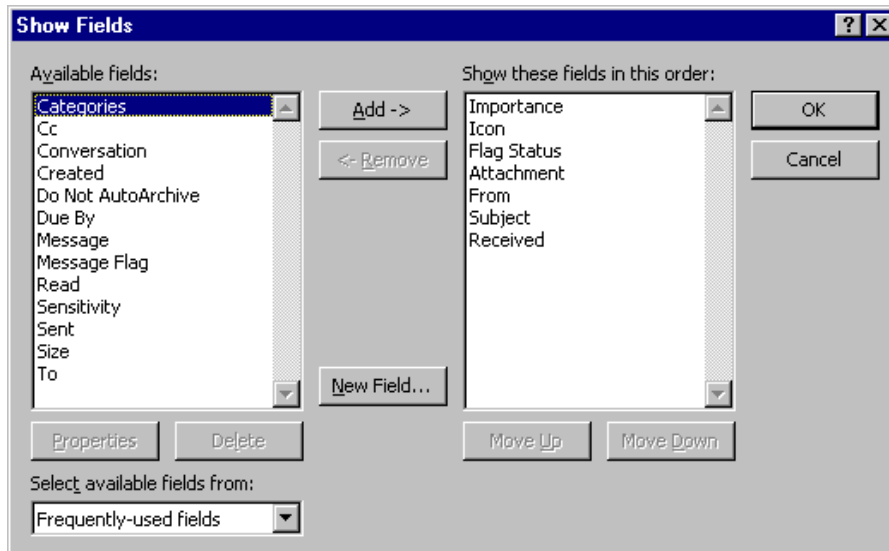 Show Fields
Available fields:
Categories
Cc
Conversation
Created
Do Not AutoArchive
Due By
Message
Message Flag
Read
Sensitivity
Sent
Size
To
Properties
Delete
Select available fields from:
Frequently-used fields
Add ->
<- Remove
New Field...
Show these fields in this order:
Importance
Icon
Flag Status
Attachment
From
Subject
Received
Move Up
Move Down
OK
Cancel